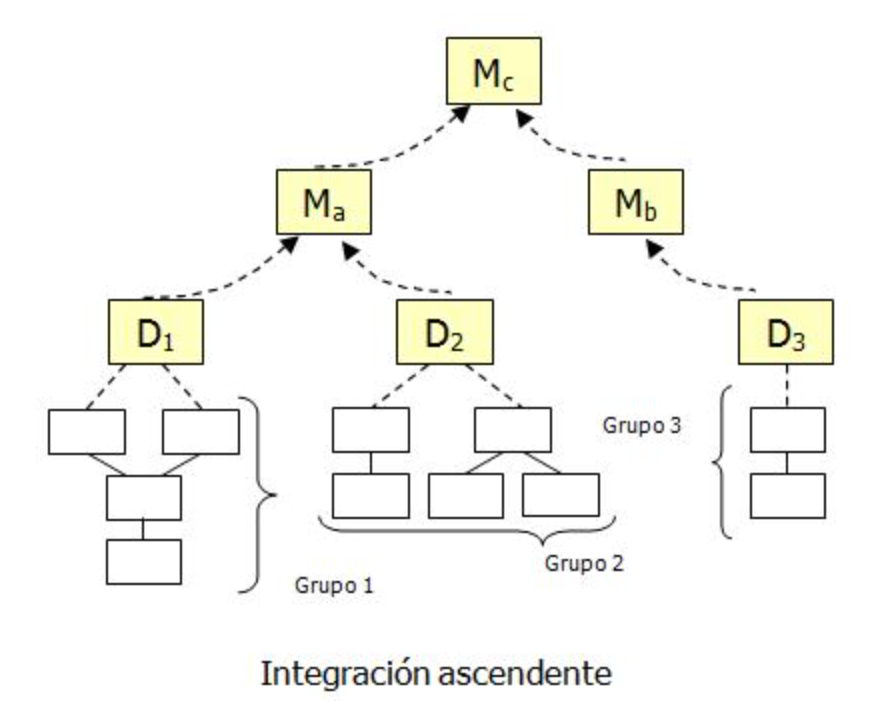 Mc
Ma
Mb
D1
D2
D3
Grupo 3
Grupo 2
Grupo 1
Integración ascendente